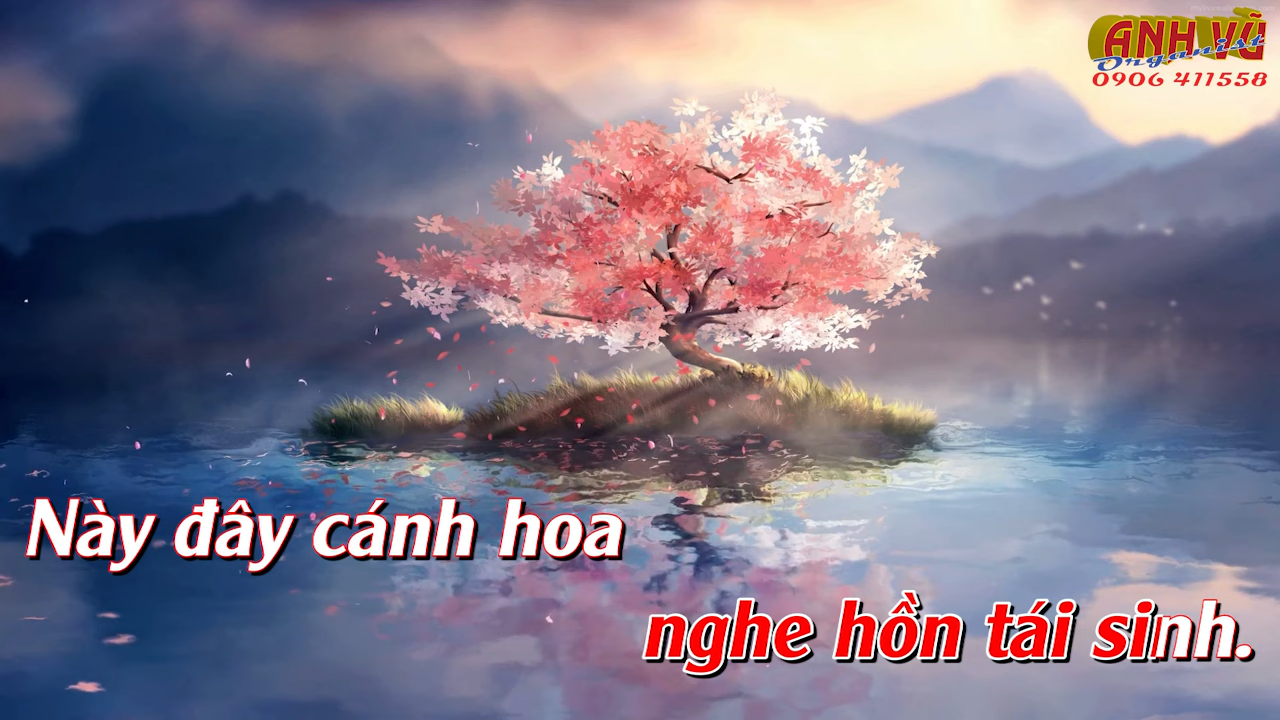 ANH VŨ
Organist
0906 411558
Này đây cánh hoa
nghe hồn tái sinh.